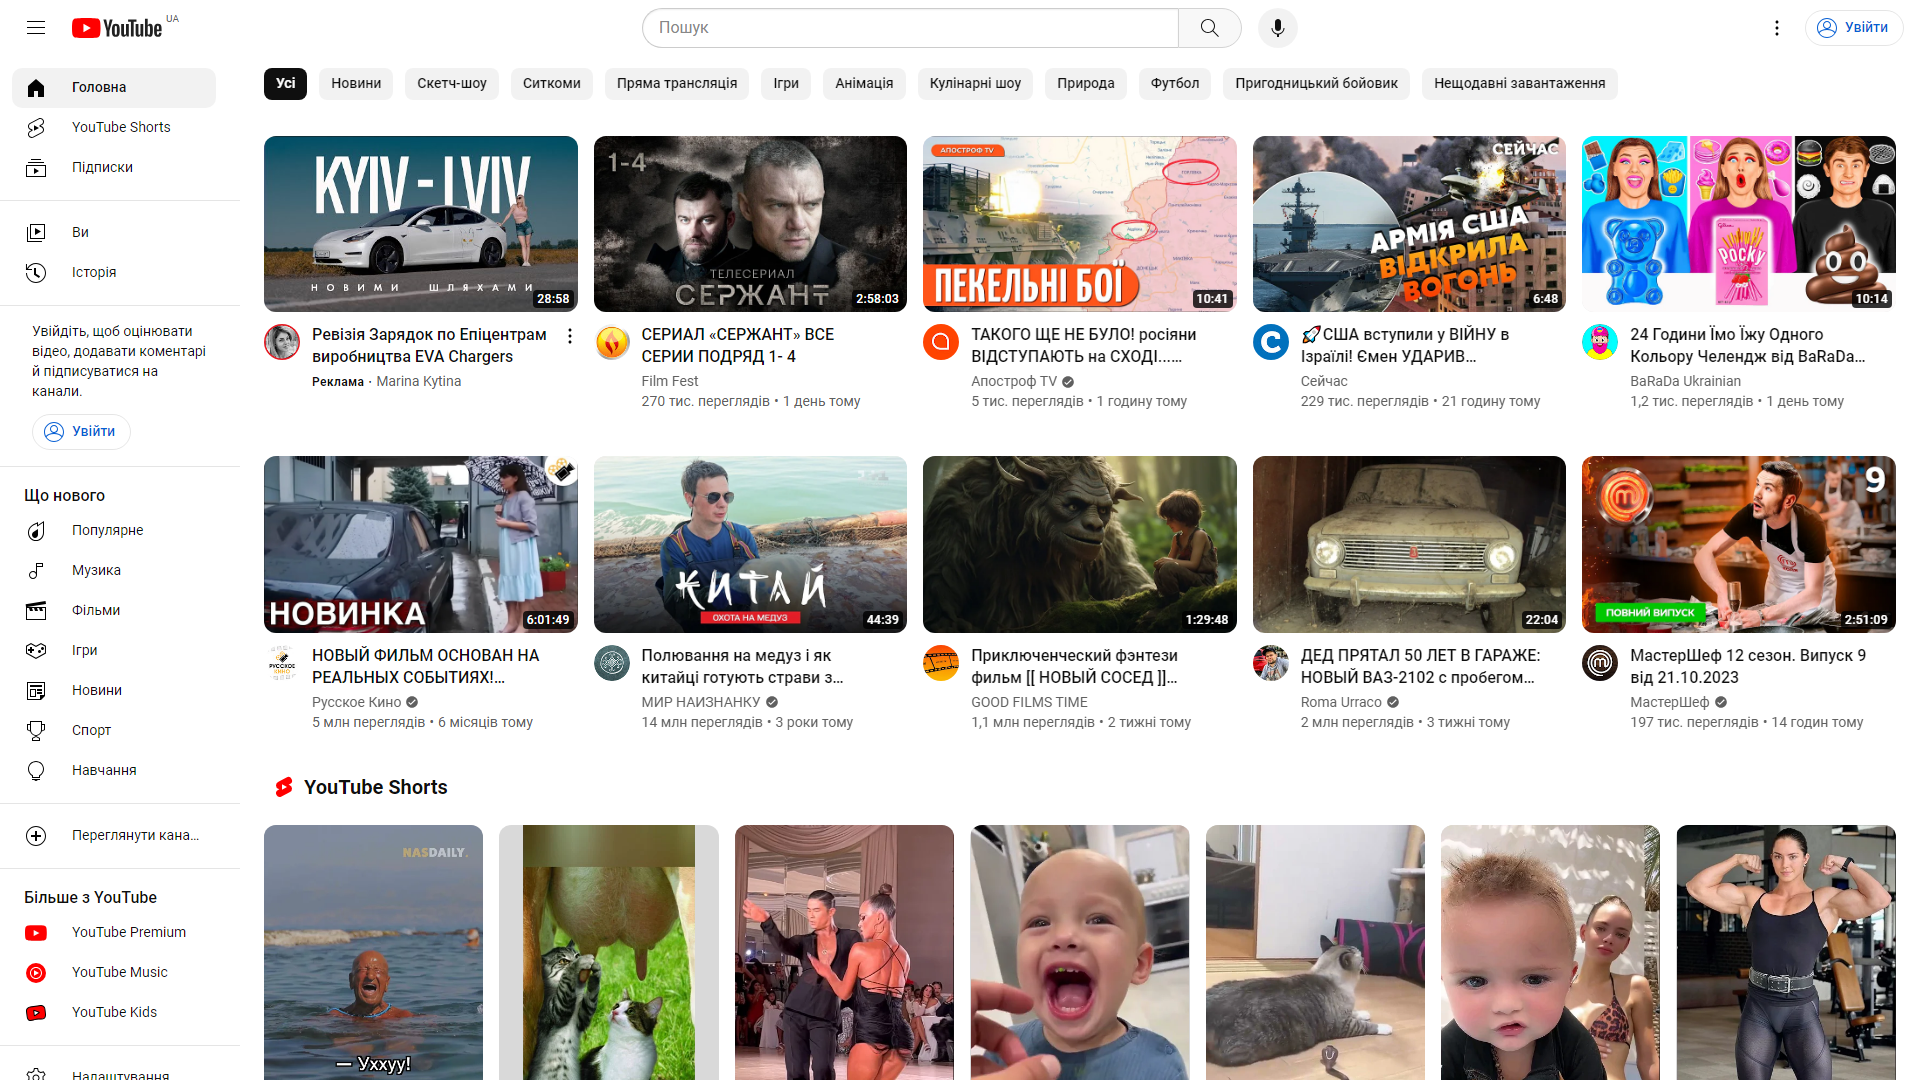 YouTube UA
Пошук
Увійти
Головна
YouTube Shorts
Підписки
Ви
Історія
Увійдіть, щоб оцінювати
відео, додавати коментарі
й підписуватися на
канали.
Увійти
Що нового
Популярне
Музика
Фільми
Ігри
Новини
Спорт
Навчання
Переглянути кана...
Більше з YouTube
YouTube Premium
YouTube Music
YouTube Kids
Налаштування
Усі
Новини
Скетч-шоу
Ситкоми
Пряма трансляція
Ігри
Анімація
Кулінарні шоу
Природа
Футбол
Пригодницький бойовик
Нещодавні завантаження
KYIV - LVIV
НОВИМИ ШЛЯХАМИ
28:58
Ревізія Зарядок по Епіцентрам
виробництва EVA Chargers
Реклама · Marina Kytina
1-4
ТЕЛЕСЕРИАЛ
СЕРЖАНТ
2:58:03
СЕРИАЛ «СЕРЖАНТ» ВСЕ
СЕРИИ ПОДРЯД 1- 4
Film Fest
270 тис. переглядів • 1 день тому
АПОСТРОФ TV
ПЕКЕЛЬНІ БОЇ
10:41
ТАКОГО ЩЕ НЕ БУЛО! росіяни
ВІДСТУПАЮТЬ на СХОДІ...…
Апостроф TV
5 тис. переглядів • 1 годину тому
СЕЙЧАС
АРМІЯ США
ВІДКРИЛА
ВОГОНЬ
6:48
🚀США вступили у ВІЙНУ в
Ізраїлі! Ємен УДАРИВ…
Сейчас
229 тис. переглядів • 21 годину тому
POCKY
10:14
24 Години Їмо Їжу Одного
Кольору Челендж від BaRaDa…
BaRaDa Ukrainian
1,2 тис. переглядів • 1 день тому
НОВИНКА
6:01:49
РУССКОЕ
КИНО
НОВЫЙ ФИЛЬМ ОСНОВАН НА
РЕАЛЬНЫХ СОБЫТИЯХ!…
Русское Кино
5 млн переглядів • 6 місяців тому
КИТАЙ
ОХОТА НА МЕДУЗ
44:39
Полювання на медуз і як
китайці готують страви з…
МИР НАИЗНАНКУ
14 млн переглядів • 3 роки тому
1:29:48
Приключенческий фэнтези
фильм [[ НОВЫЙ СОСЕД ]]…
GOOD FILMS TIME
1,1 млн переглядів • 2 тижні тому
22:04
ДЕД ПРЯТАЛ 50 ЛЕТ В ГАРАЖЕ:
НОВЫЙ ВАЗ-2102 с пробегом…
Roma Urraco
2 млн переглядів • 3 тижні тому
9
ПОВНИЙ ВИПУСК
2:51:09
МастерШеф 12 сезон. Випуск 9
від 21.10.2023
МастерШеф
197 тис. переглядів • 14 годин тому
YouTube Shorts
NASDAILY.
— Уххуу!